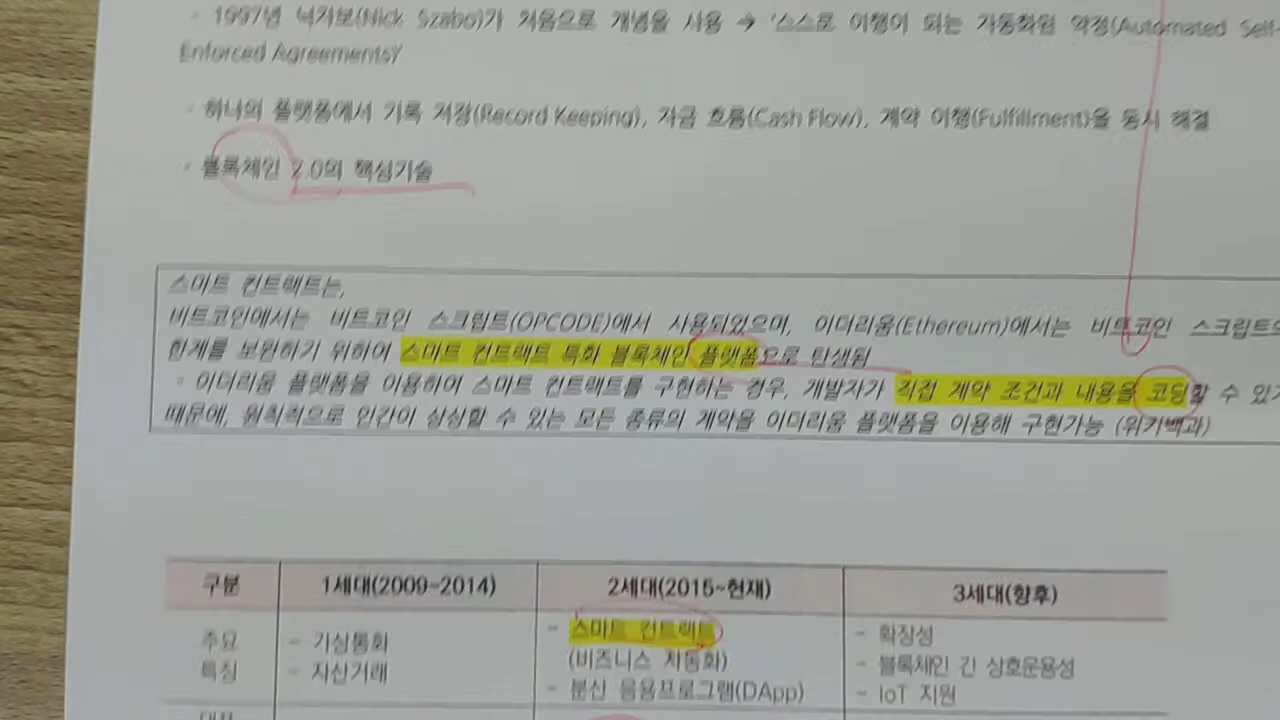 - 1997년 닉자보(Nick Szabo)가 처음으로 개념을 사용 → '스스로 이행이 되는 자동화된 약정(Automated Self-
Enforced Agreements)'
- 하나의 플랫폼에서 기록 저장(Record Keeping), 자금 흐름(Cash Flow), 계약 이행(Fulfillment)을 동시 해결
- 블록체인 2.0의 핵심기술
스마트 컨트랙트는,
비트코인에서는 비트코인 스크립트(OPCODE)에서 사용되었으며, 이더리움(Ethereum)에서는 비트코인 스크립트의
한계를 보완하기 위하여 스마트 컨트랙트 특화 블록체인 플랫폼으로 탄생됨
이더리움 플랫폼을 이용하여 스마트 컨트랙트를 구현하는 경우, 개발자가 직접 계약 조건과 내용을 코딩할 수 있기
때문에, 원칙적으로 인간이 상상할 수 있는 모든 종류의 계약을 이더리움 플랫폼을 이용해 구현가능 (위키백과)
구분 1세대(2009~2014) 2세대(2015~현재) 3세대(향후)
주요 특징
- 가상통화
- 자산거래
- 스마트 컨트랙트
(비즈니스 자동화)
- 분산 응용프로그램(DApp)
- 확장성
- 블록체인 간 상호운용성
- IoT 지원